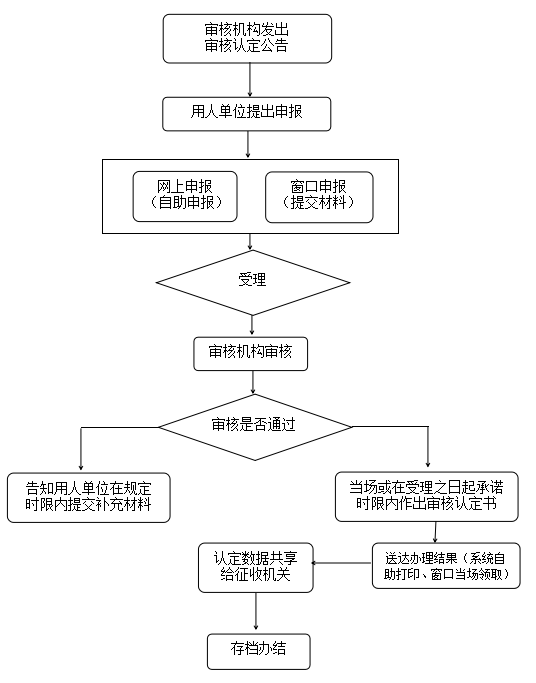 审核机构发出
审核认定公告
用人单位提出申报
网上申报
（自助申报）
窗口申报
（提交材料）
受理
审核机构审核
审核是否通过
告知用人单位在规定
时限内提交补充材料
当场或在受理之日起承诺
时限内作出审核认定书
认定数据共享
给征收机关
送达办理结果（系统自
助打印、窗口当场领取）
存档办结